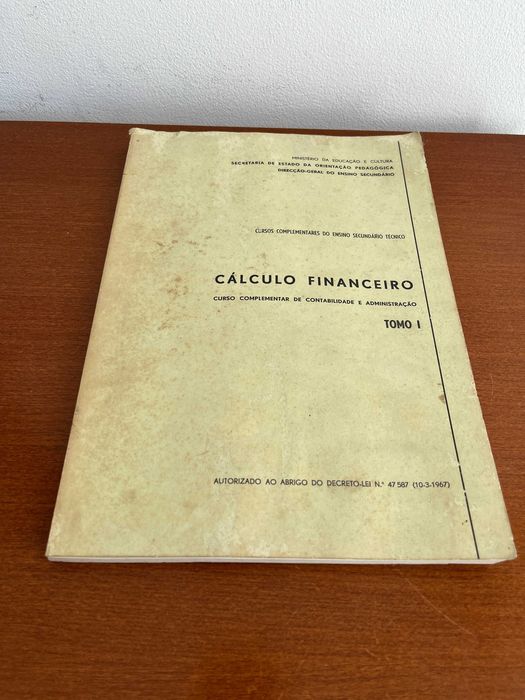 MINISTÉRIO DA EDUCAÇÃO E CULTURA
SECRETARIA DE ESTADO DA ORIENTAÇÃO PEDAGÓGICA
DIRECÇÃO-GERAL DO ENSINO SECUNDÁRIO
CURSOS COMPLEMENTARES DO ENSINO SECUNDÁRIO TÉCNICO
CÁLCULO FINANCEIRO
CURSO COMPLEMENTAR DE CONTABILIDADE E ADMINISTRAÇÃO
TOMO I
AUTORIZADO AO ABRIGO DO DECRETO-LEI N.º 47 587 (10-3-1967)